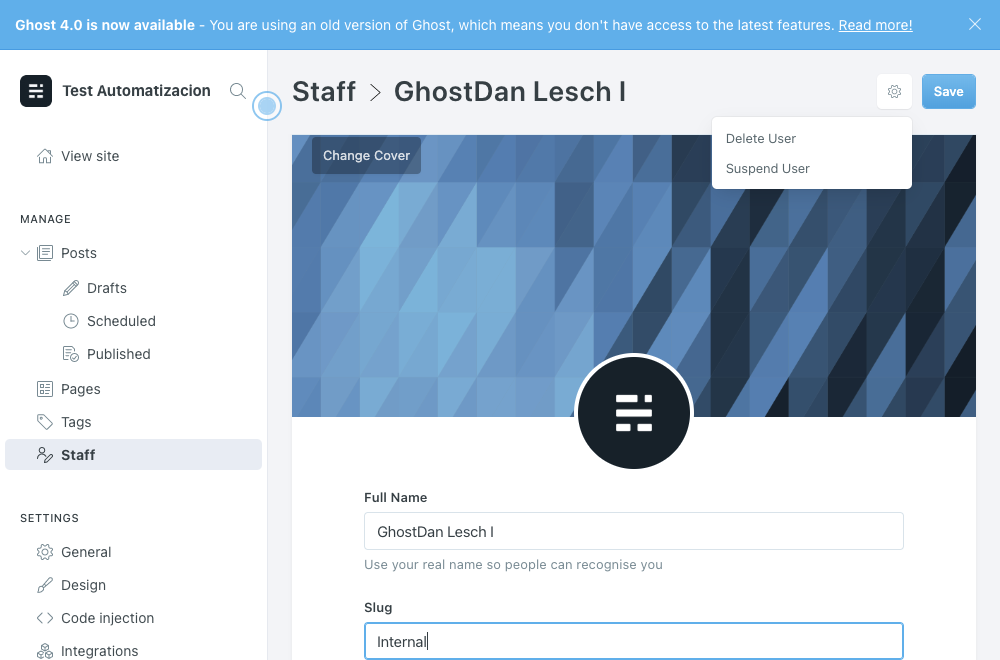 Ghost 4.0 is now available - You are using an old version of Ghost, which means you don't have access to the latest features. Read more!
Test Automatizacion
View site
MANAGE
Posts
Drafts
Scheduled
Published
Pages
Tags
Staff
SETTINGS
General
Design
Code injection
Integrations
Staff > GhostDan Lesch I
Save
Delete User
Suspend User
Change Cover
Full Name
GhostDan Lesch I
Use your real name so people can recognise you
Slug
Internal